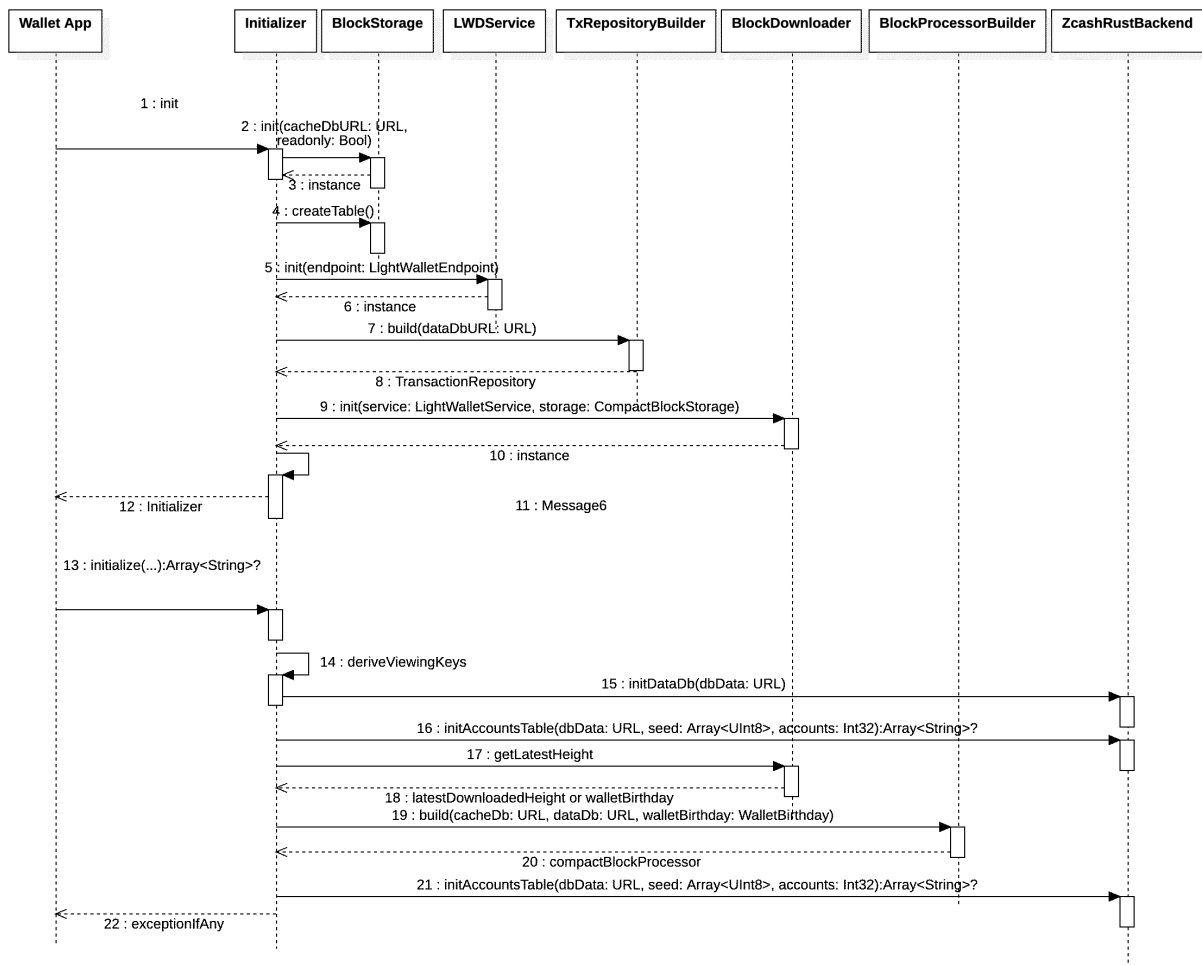 Wallet App
Initializer
BlockStorage
LWDService
TxRepositoryBuilder
BlockDownloader
BlockProcessorBuilder
ZcashRustBackend
1 : init
2 : init(cacheDbURL: URL,
readonly: Bool)
3 : instance
4 : createTable()
5 : init(endpoint: LightWalletEndpoint)
6 : instance
7 : build(dataDbURL: URL)
8 : TransactionRepository
9 : init(service: LightWalletService, storage: CompactBlockStorage)
10 : instance
12 : Initializer
11 : Message6
13 : initialize(...):Array<String>?
14 : deriveViewingKeys
15 : initDataDb(dbData: URL)
16 : initAccountsTable(dbData: URL, seed: Array<UInt8>, accounts: Int32):Array<String>?
17 : getLatestHeight
18 : latestDownloadedHeight or walletBirthday
19 : build(cacheDb: URL, dataDb: URL, walletBirthday: WalletBirthday)
20 : compactBlockProcessor
21 : initAccountsTable(dbData: URL, seed: Array<UInt8>, accounts: Int32):Array<String>?
22 : exceptionIfAny